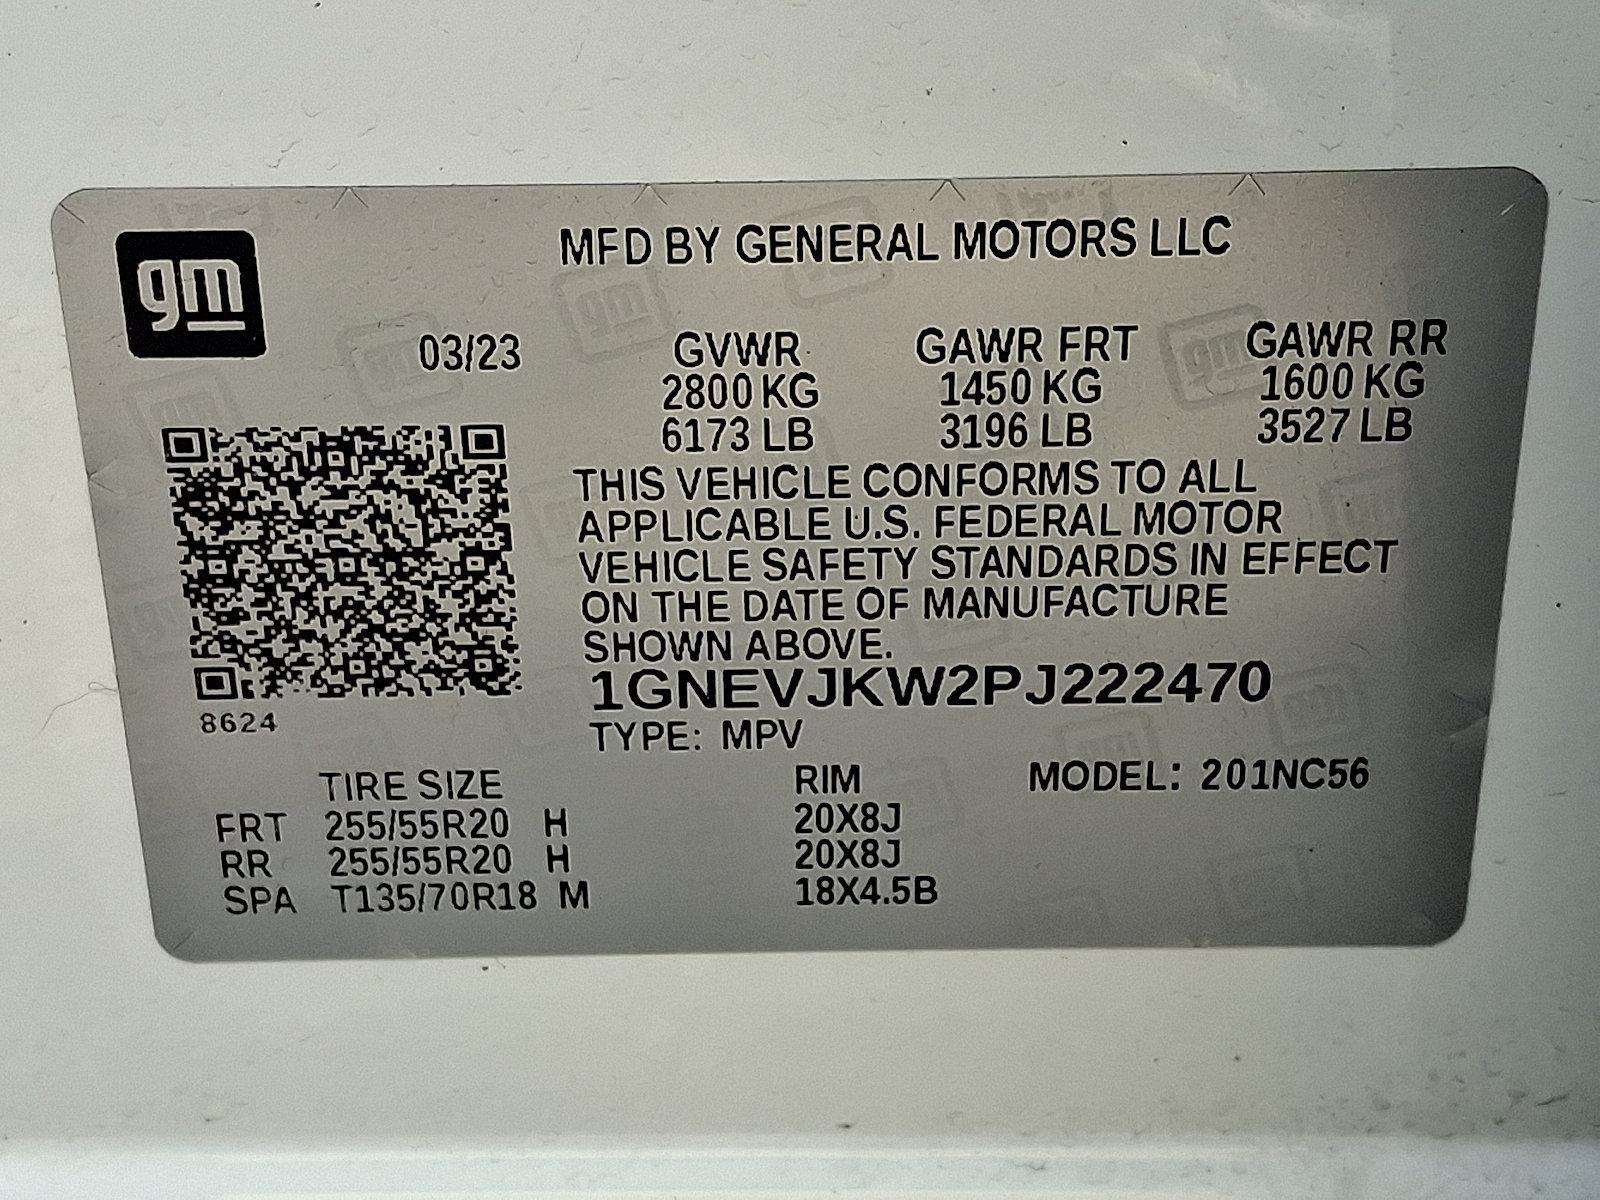 gm
MFD BY GENERAL MOTORS LLC
03/23
GVWR GAWR FRT GAWR RR
2800 KG 1450 KG 1600 KG
6173 LB 3196 LB 3527 LB
THIS VEHICLE CONFORMS TO ALL
APPLICABLE U.S. FEDERAL MOTOR
VEHICLE SAFETY STANDARDS IN EFFECT
ON THE DATE OF MANUFACTURE
SHOWN ABOVE.
1GNEVJKW2PJ222470
8624
TYPE: MPV
TIRE SIZE RIM MODEL: 201NC56
FRT 255/55R20 H 20X8J
RR 255/55R20 H 20X8J
SPA T135/70R18 M 18X4.5B